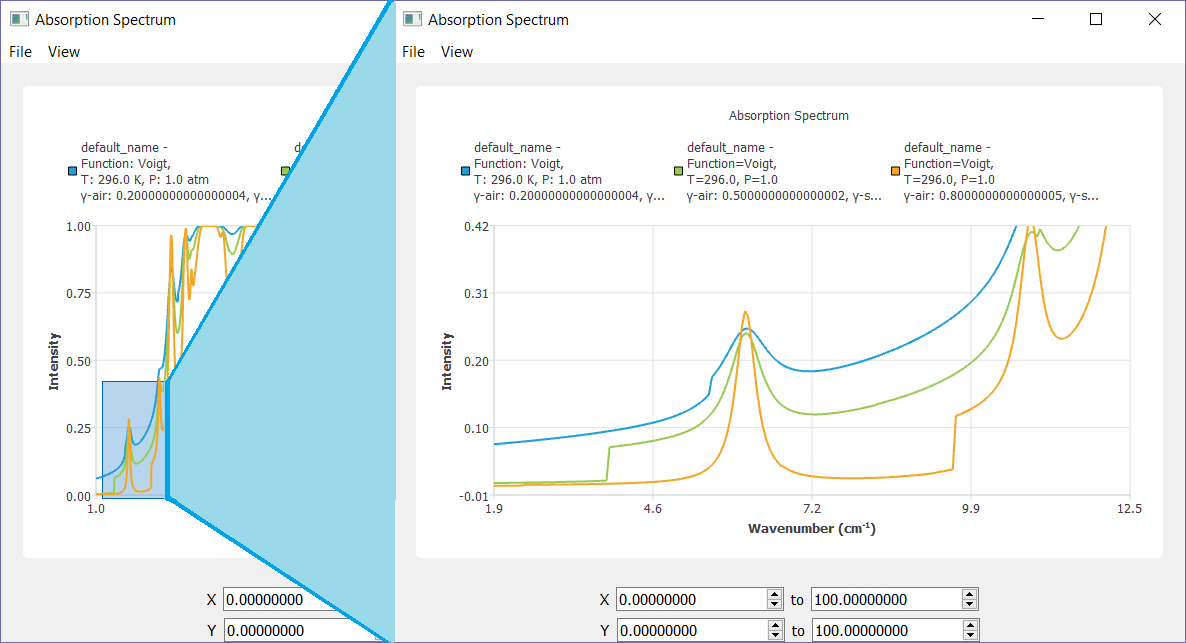 Absorption Spectrum
File View
default_name -
Function: Voigt,
T: 296.0 K, P: 1.0 atm
γ-air: 0.20000000000000004, γ...
1.00
0.75
0.50
0.25
0.00
Intensity
1.0
X 0.00000000
Y 0.00000000
Absorption Spectrum
File View
Absorption Spectrum
default_name -
Function: Voigt,
T: 296.0 K, P: 1.0 atm
γ-air: 0.20000000000000004, γ...
default_name -
Function=Voigt,
T=296.0, P=1.0
γ-air: 0.5000000000000002, γ-s...
default_name -
Function=Voigt,
T=296.0, P=1.0
γ-air: 0.8000000000000005, γ-s...
0.42
0.31
0.20
0.10
-0.01
Intensity
1.9 4.6 7.2 9.9 12.5
Wavenumber (cm⁻¹)
X 0.00000000 to 100.00000000
Y 0.00000000 to 100.00000000